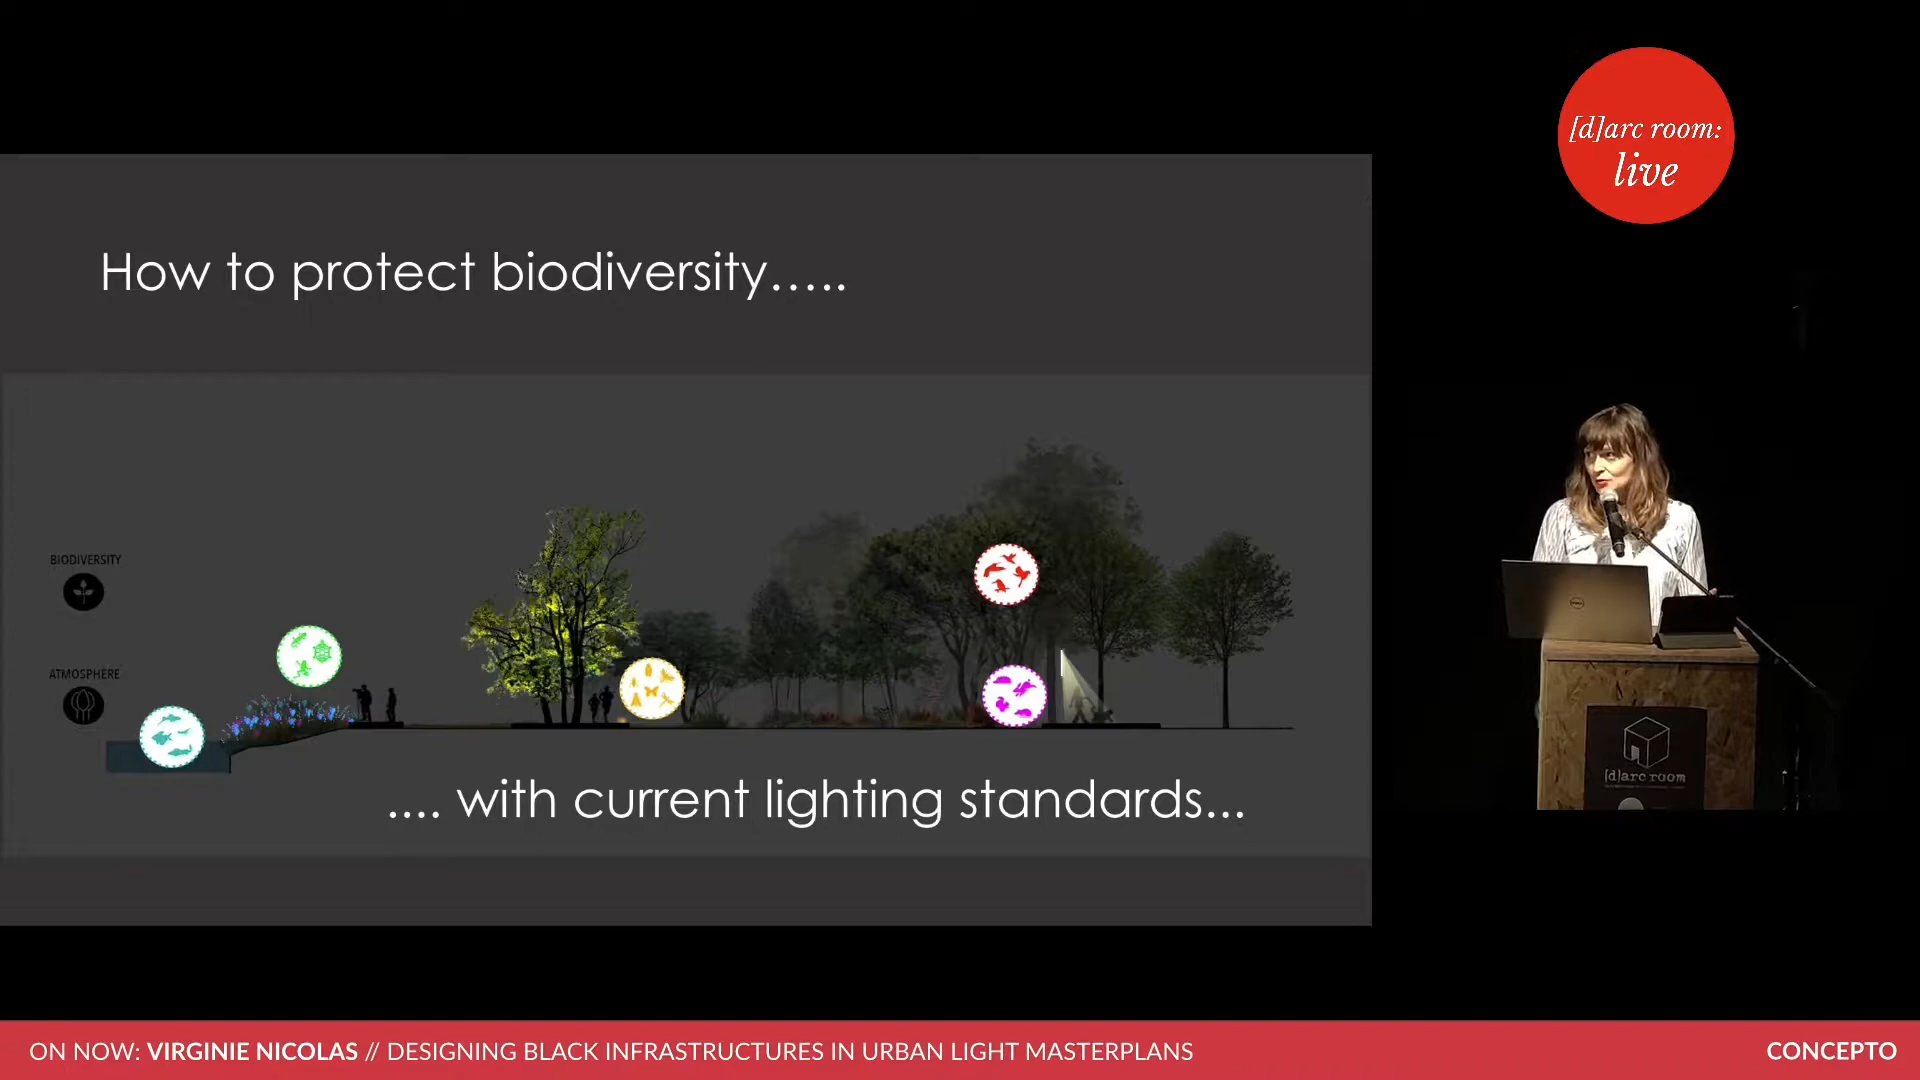 [d]arc room:
live
How to protect biodiversity.....
BIODIVERSITY
ATMOSPHERE
.... with current lighting standards...
[d]arc room
ON NOW: VIRGINIE NICOLAS // DESIGNING BLACK INFRASTRUCTURES IN URBAN LIGHT MASTERPLANS
CONCEPTO